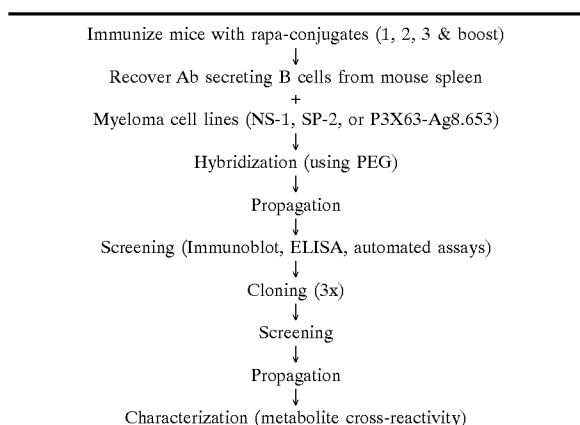 Immunize mice with rapa-conjugates (1, 2, 3 & boost)
↓
Recover Ab secreting B cells from mouse spleen
+
Myeloma cell lines (NS-1, SP-2, or P3X63-Ag8.653)
↓
Hybridization (using PEG)
↓
Propagation
↓
Screening (Immunoblot, ELISA, automated assays)
↓
Cloning (3x)
↓
Screening
↓
Propagation
↓
Characterization (metabolite cross-reactivity)